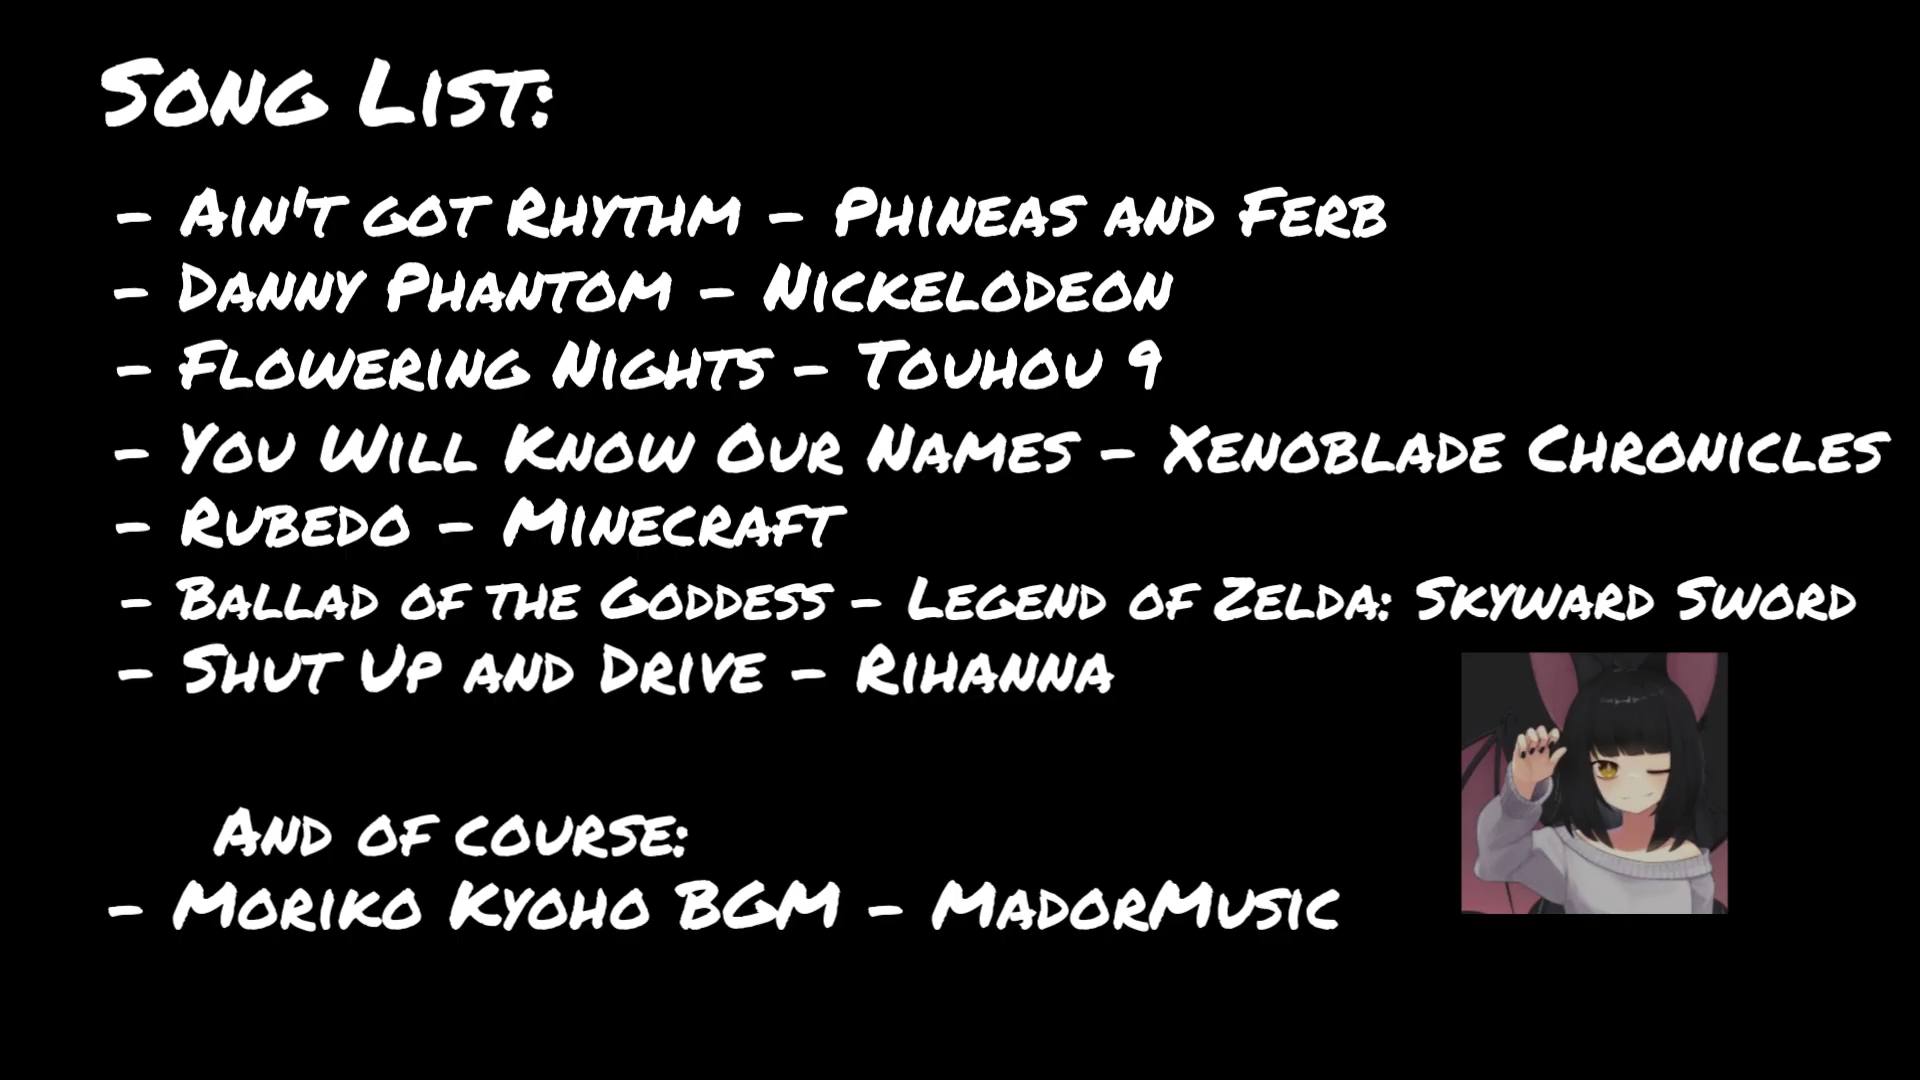 Song List:
- Ain't got Rhythm - Phineas and Ferb
- Danny Phantom - Nickelodeon
- Flowering Nights - Touhou 9
- You Will Know Our Names - Xenoblade Chronicles
- Rubedo - Minecraft
- Ballad of the Goddess - Legend of Zelda: Skyward Sword
- Shut Up and Drive - Rihanna
And of course:
- Moriko Kyoho BGM - MadorMusic